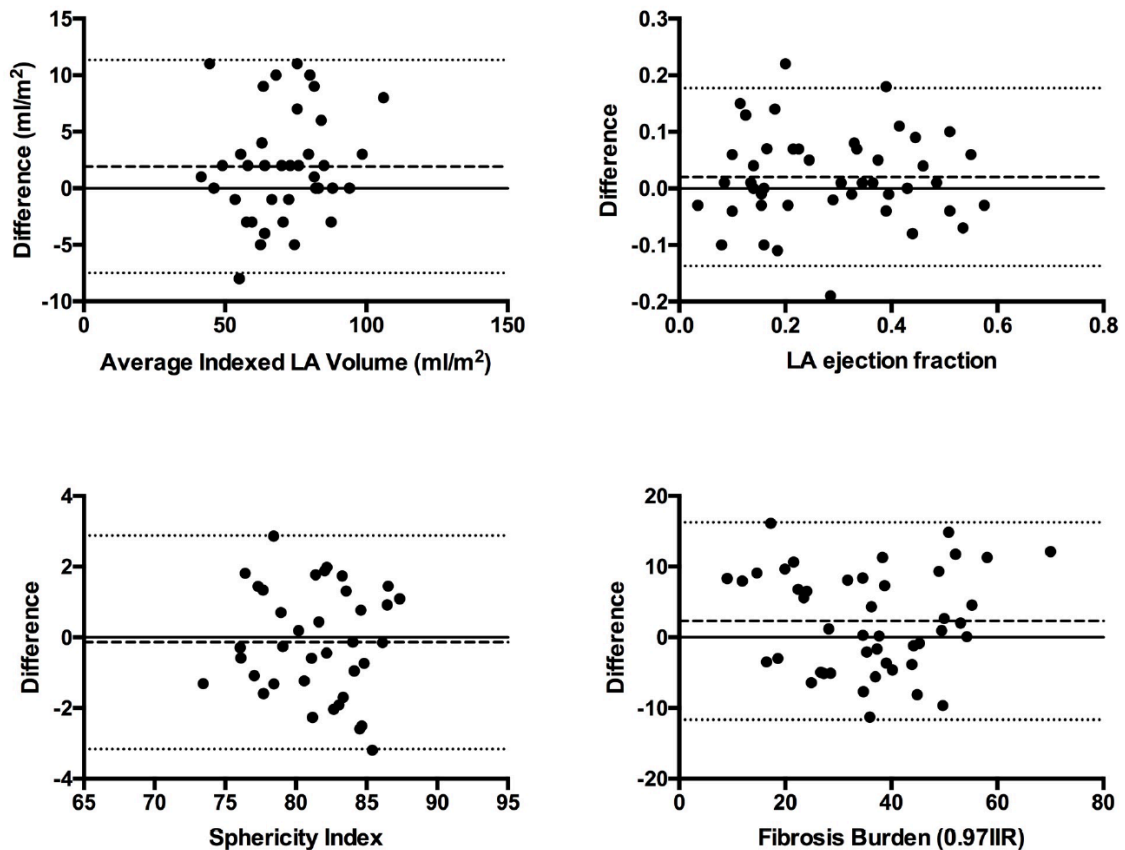 15
10
5
0
-5
-10
Difference (ml/m²)
0 50 100 150
Average Indexed LA Volume (ml/m²)
0.3
0.2
0.1
0.0
-0.1
-0.2
Difference
0.0 0.2 0.4 0.6 0.8
LA ejection fraction
4
2
0
-2
-4
Difference
65 70 75 80 85 90 95
Sphericity Index
20
10
0
-10
-20
Difference
0 20 40 60 80
Fibrosis Burden (0.97IIR)